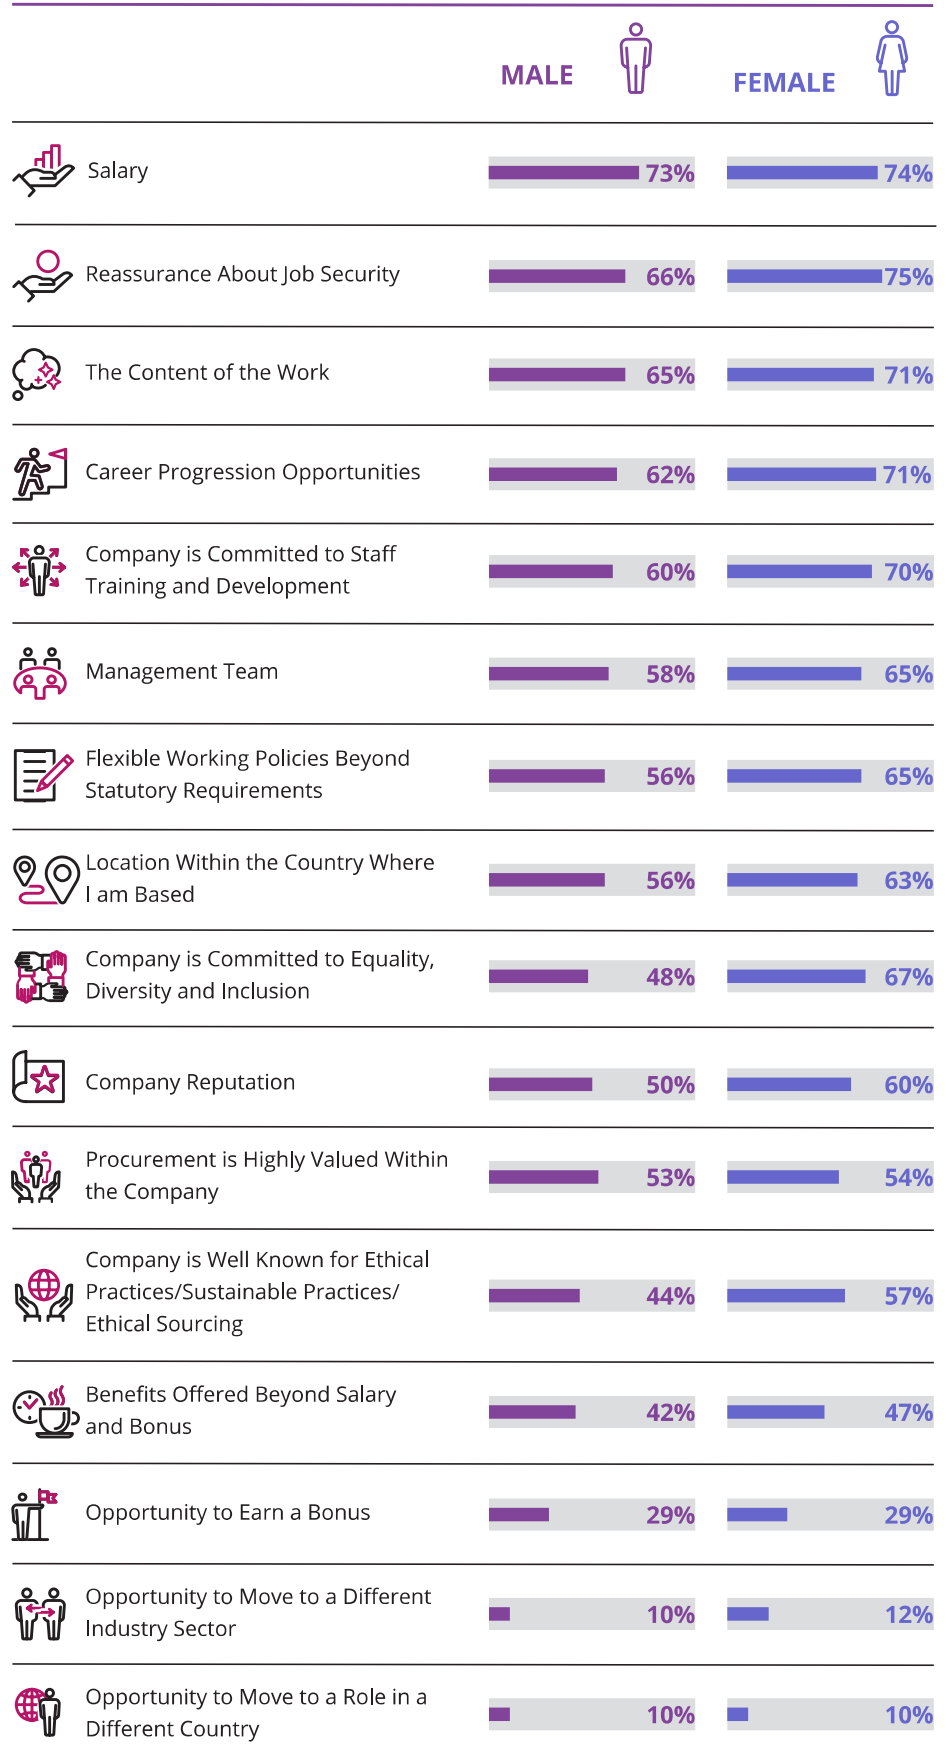 MALE FEMALE
Salary 73% 74%
Reassurance About Job Security 66% 75%
The Content of the Work 65% 71%
Career Progression Opportunities 62% 71%
Company is Committed to Staff
Training and Development 60% 70%
Management Team 58% 65%
Flexible Working Policies Beyond
Statutory Requirements 56% 65%
Location Within the Country Where
I am Based 56% 63%
Company is Committed to Equality,
Diversity and Inclusion 48% 67%
Company Reputation 50% 60%
Procurement is Highly Valued Within
the Company 53% 54%
Company is Well Known for Ethical
Practices/Sustainable Practices/
Ethical Sourcing 44% 57%
Benefits Offered Beyond Salary
and Bonus 42% 47%
Opportunity to Earn a Bonus 29% 29%
Opportunity to Move to a Different
Industry Sector 10% 12%
Opportunity to Move to a Role in a
Different Country 10% 10%